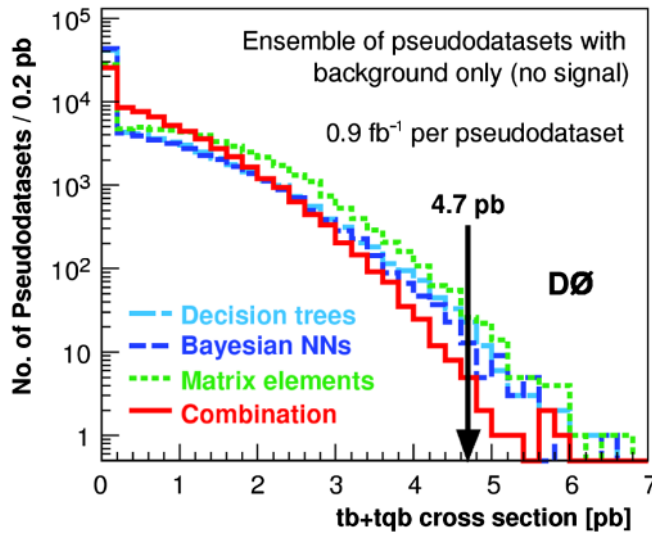 Ensemble of pseudodatasets with
background only (no signal)
0.9 fb⁻¹ per pseudodataset
4.7 pb
DØ
Decision trees
Bayesian NNs
Matrix elements
Combination
No. of Pseudodatasets / 0.2 pb
10⁵
10⁴
10³
10²
10
1
0 1 2 3 4 5 6 7
tb+tqb cross section [pb]